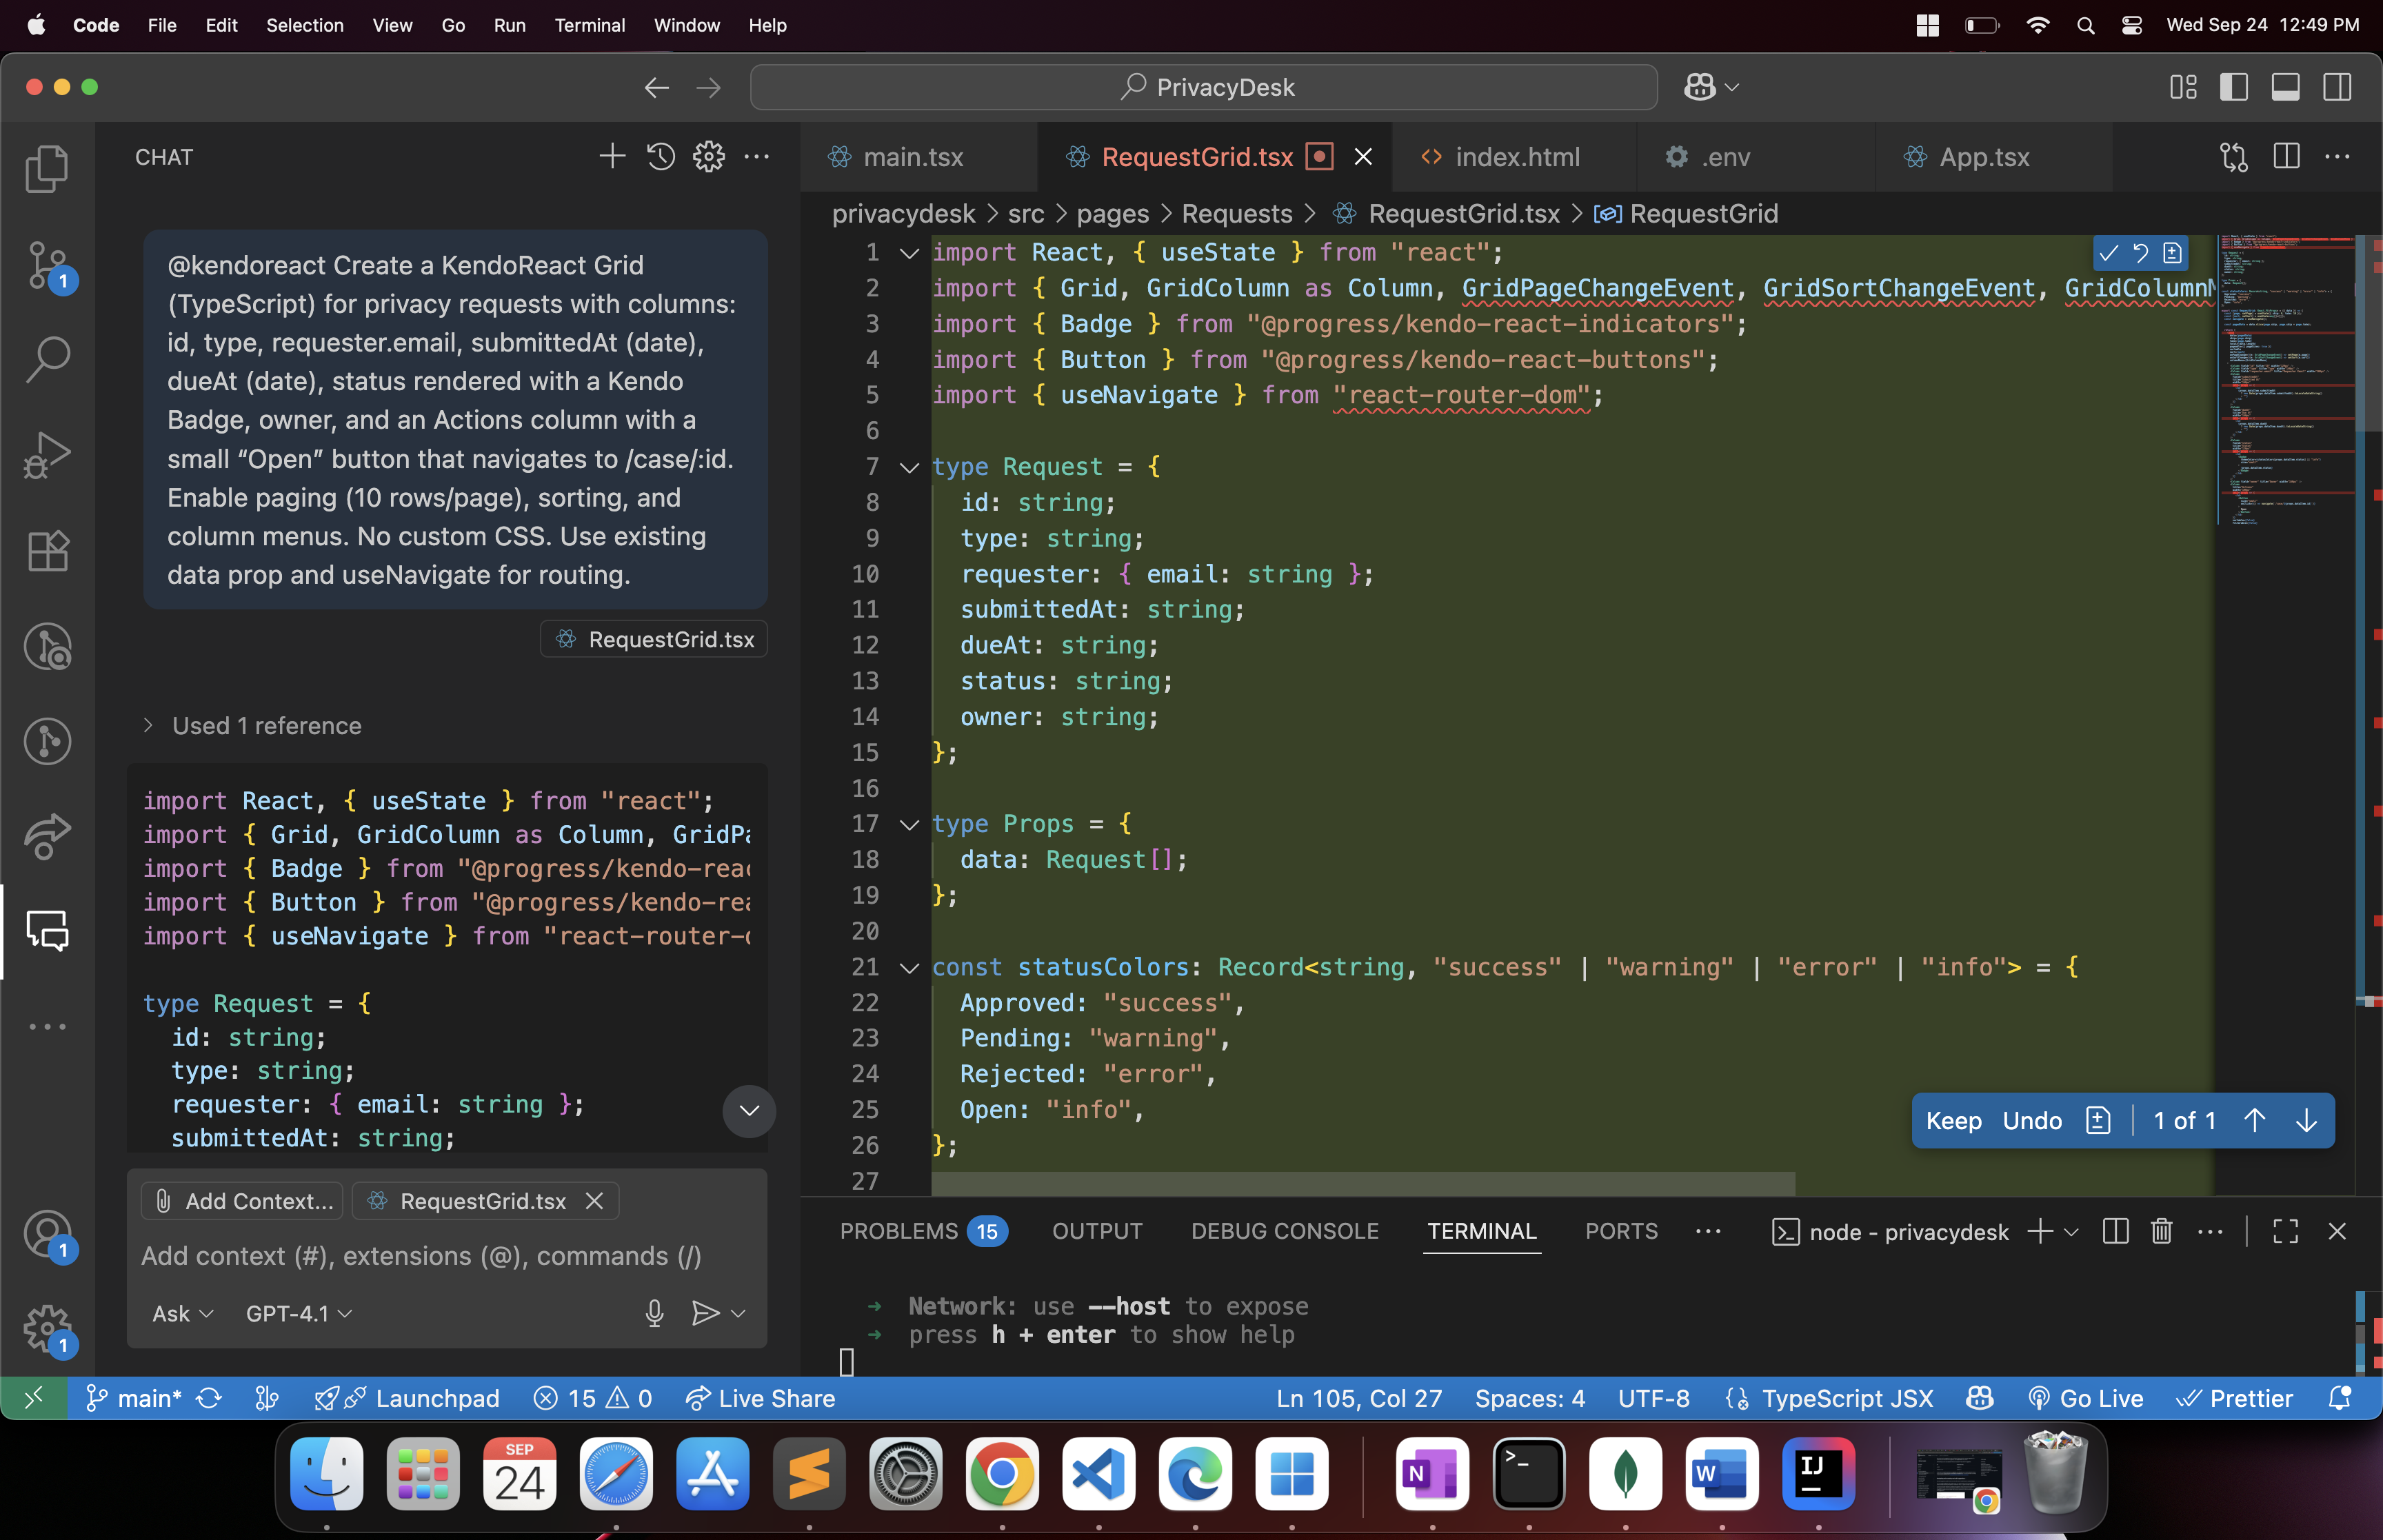 Code File Edit Selection View Go Run Terminal Window Help Wed Sep 24 12:49 PM
PrivacyDesk
CHAT
@kendoreact Create a KendoReact Grid
(TypeScript) for privacy requests with columns:
id, type, requester.email, submittedAt (date),
dueAt (date), status rendered with a Kendo
Badge, owner, and an Actions column with a
small “Open” button that navigates to /case/:id.
Enable paging (10 rows/page), sorting, and
column menus. No custom CSS. Use existing
data prop and useNavigate for routing.
RequestGrid.tsx
Used 1 reference
import React, { useState } from "react";
import { Grid, GridColumn as Column, GridPa
import { Badge } from "@progress/kendo-reac
import { Button } from "@progress/kendo-rea
import { useNavigate } from "react-router-d
type Request = {
id: string;
type: string;
requester: { email: string };
submittedAt: string;
Add Context... RequestGrid.tsx
Add context (#), extensions (@), commands (/)
Ask GPT-4.1
1
1
1
main.tsx RequestGrid.tsx index.html .env App.tsx
privacydesk > src > pages > Requests > RequestGrid.tsx > RequestGrid
1 import React, { useState } from "react";
2 import { Grid, GridColumn as Column, GridPageChangeEvent, GridSortChangeEvent, GridColumnM
3 import { Badge } from "@progress/kendo-react-indicators";
4 import { Button } from "@progress/kendo-react-buttons";
5 import { useNavigate } from "react-router-dom";
6
7 type Request = {
8 id: string;
9 type: string;
10 requester: { email: string };
11 submittedAt: string;
12 dueAt: string;
13 status: string;
14 owner: string;
15 };
16
17 type Props = {
18 data: Request[];
19 };
20
21 const statusColors: Record<string, "success" | "warning" | "error" | "info"> = {
22 Approved: "success",
23 Pending: "warning",
24 Rejected: "error",
25 Open: "info",
26 };
27
Keep Undo 1 of 1
PROBLEMS 15 OUTPUT DEBUG CONSOLE TERMINAL PORTS node - privacydesk
➜ Network: use --host to expose
➜ press h + enter to show help
main* Launchpad 15 0 Live Share Ln 105, Col 27 Spaces: 4 UTF-8 TypeScript JSX Go Live Prettier
SEP
24
N
W
IJ